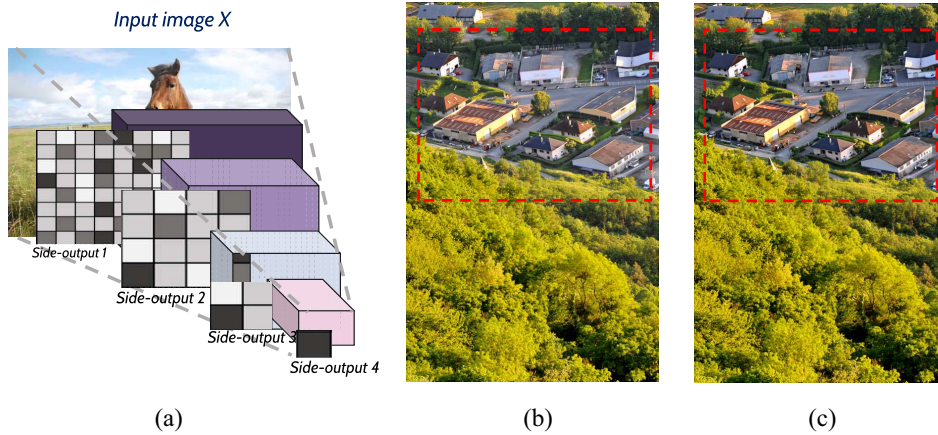 Input image X
Side-output 1
Side-output 2
Side-output 3
Side-output 4
(a)
(b)
(c)